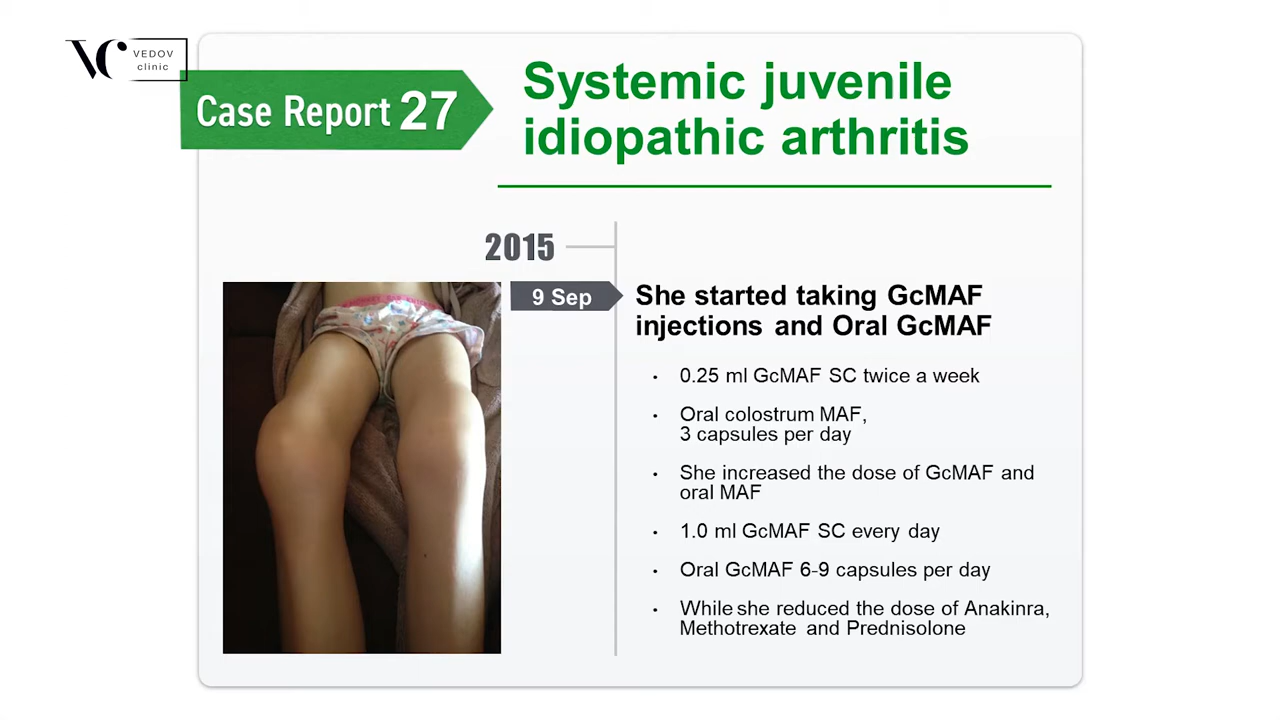 VC VEDOV
clinic
Case Report 27
Systemic juvenile
idiopathic arthritis
2015
9 Sep
She started taking GcMAF
injections and Oral GcMAF
• 0.25 ml GcMAF SC twice a week
• Oral colostrum MAF,
3 capsules per day
• She increased the dose of GcMAF and
oral MAF
• 1.0 ml GcMAF SC every day
• Oral GcMAF 6-9 capsules per day
• While she reduced the dose of Anakinra,
Methotrexate and Prednisolone